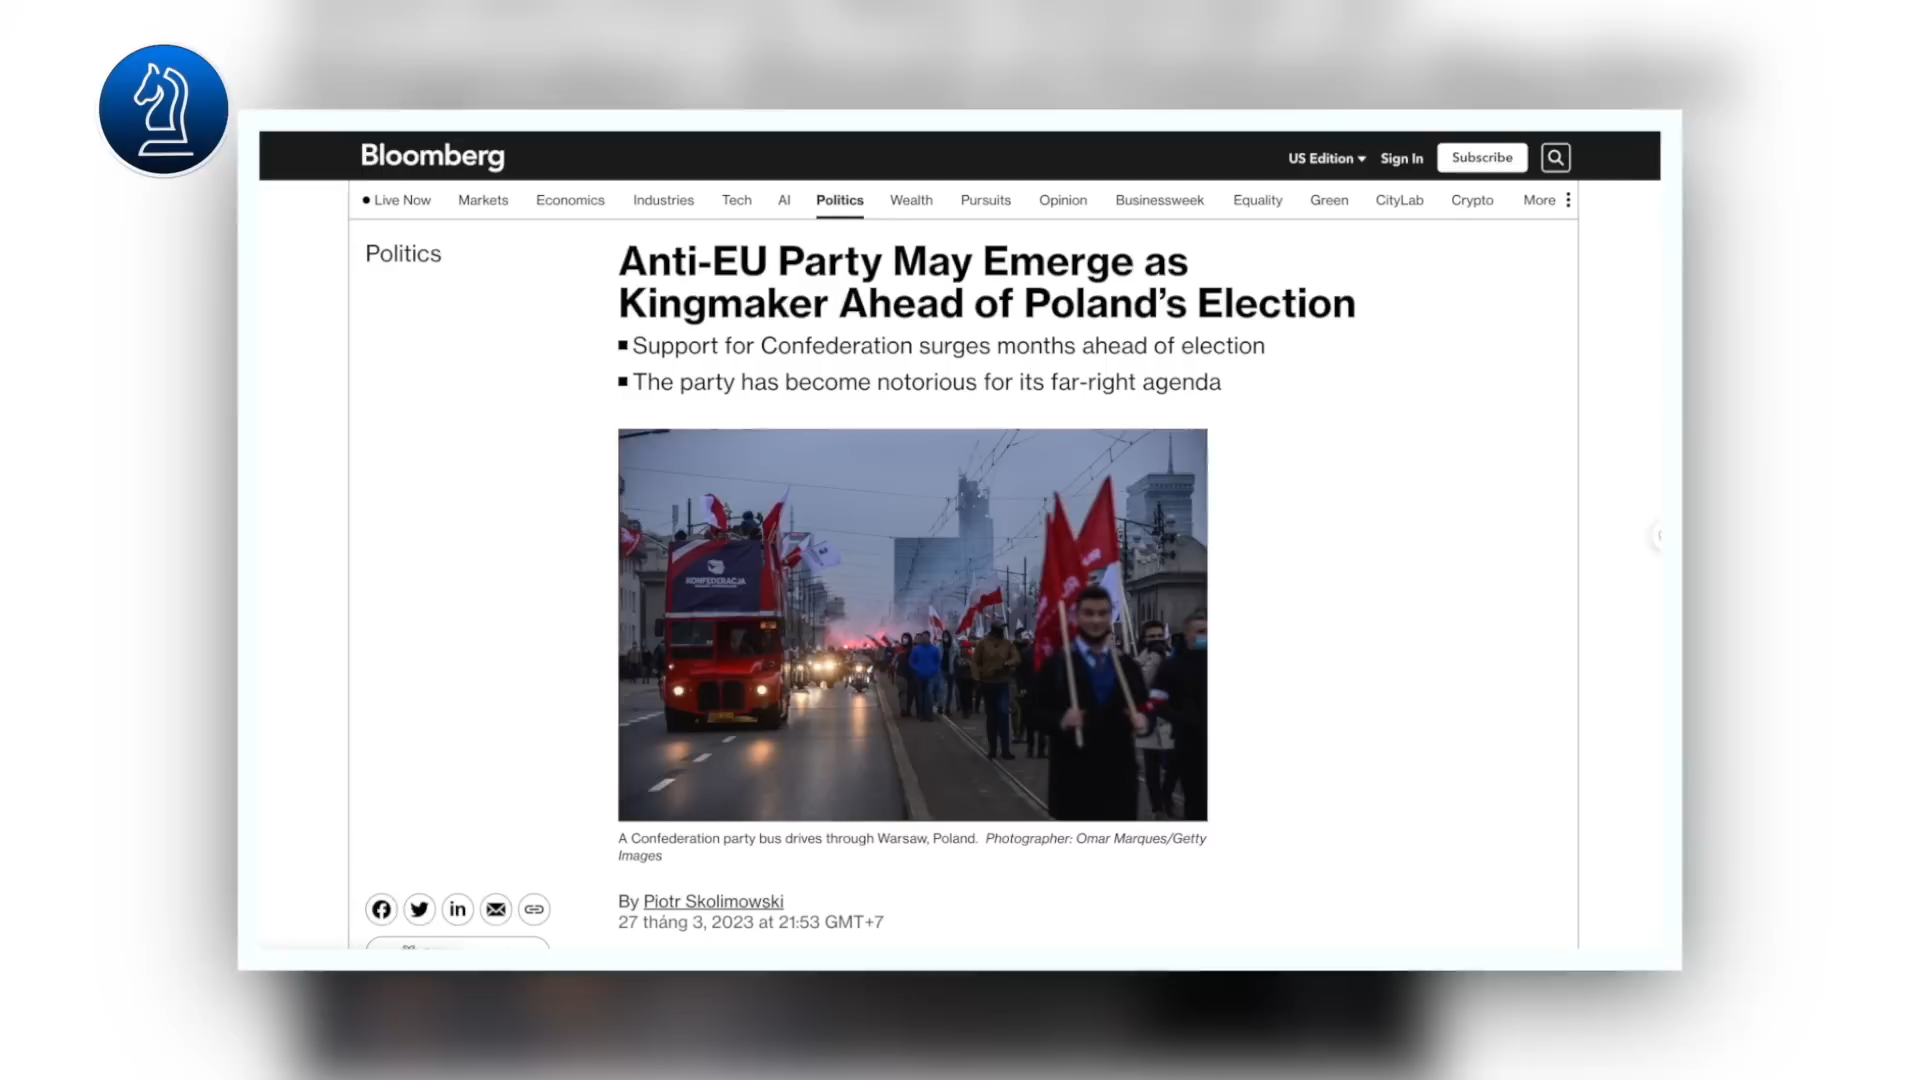 Bloomberg
US Edition
Sign In
Subscribe
Live Now
Markets
Economics
Industries
Tech
AI
Politics
Wealth
Pursuits
Opinion
Businessweek
Equality
Green
CityLab
Crypto
More
Politics
Anti-EU Party May Emerge as
Kingmaker Ahead of Poland's Election
Support for Confederation surges months ahead of election
The party has become notorious for its far-right agenda
KONFEDERACJA
A Confederation party bus drives through Warsaw, Poland. Photographer: Omar Marques/Getty
Images
By Piotr Skolimowski
27 tháng 3, 2023 at 21:53 GMT+7